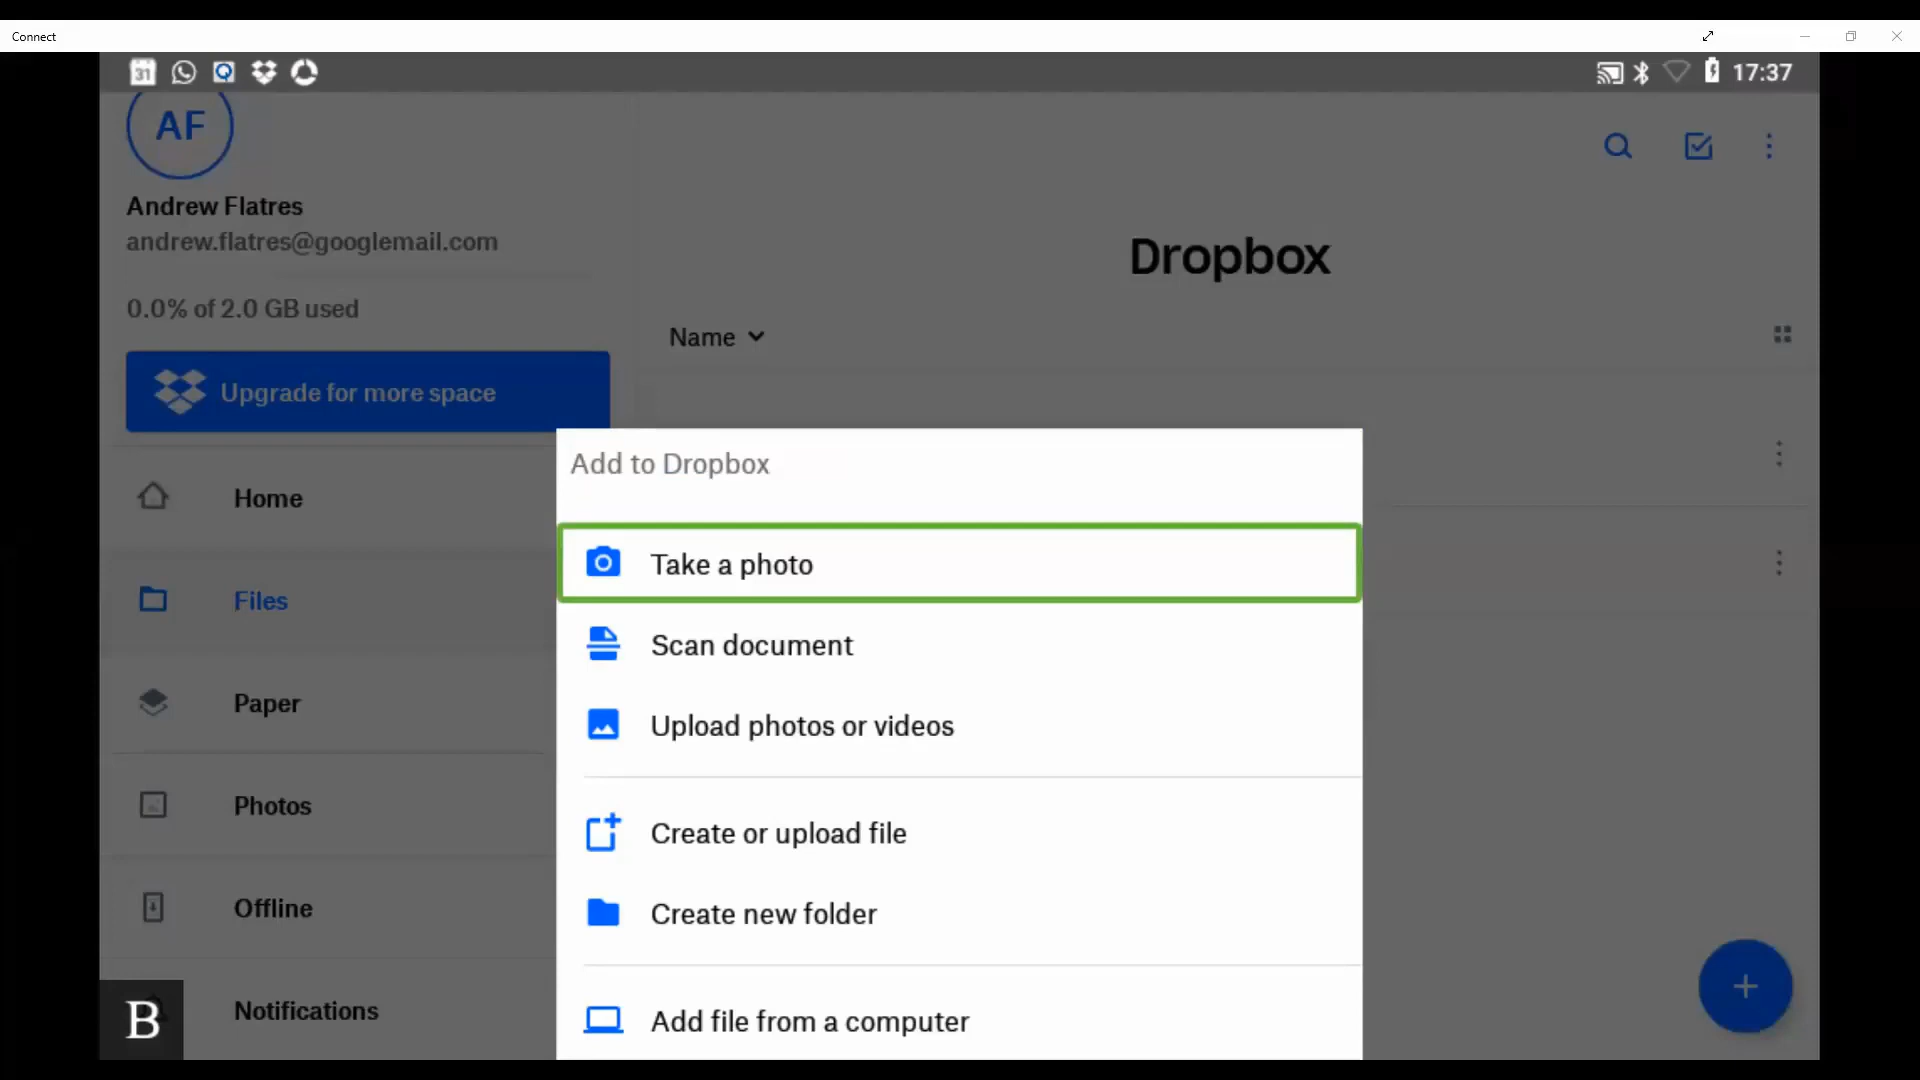 Connect
31
17:37
AF
Andrew Flatres
andrew.flatres@googlemail.com
0.0% of 2.0 GB used
Upgrade for more space
Home
Files
Paper
Photos
Offline
Notifications
B
Dropbox
Name
Add to Dropbox
Take a photo
Scan document
Upload photos or videos
Create or upload file
Create new folder
Add file from a computer